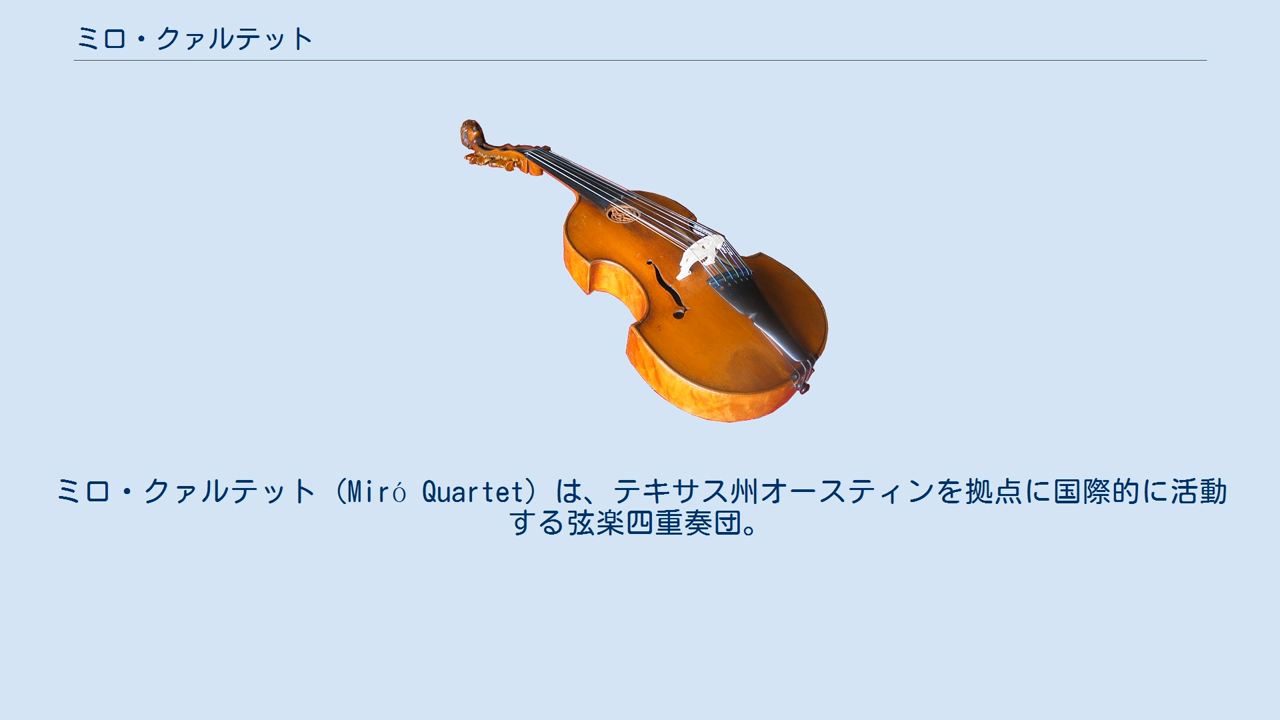 ミロ・クァルテット
ミロ・クァルテット（Miró Quartet）は、テキサス州オースティンを拠点に国際的に活動
する弦楽四重奏団。